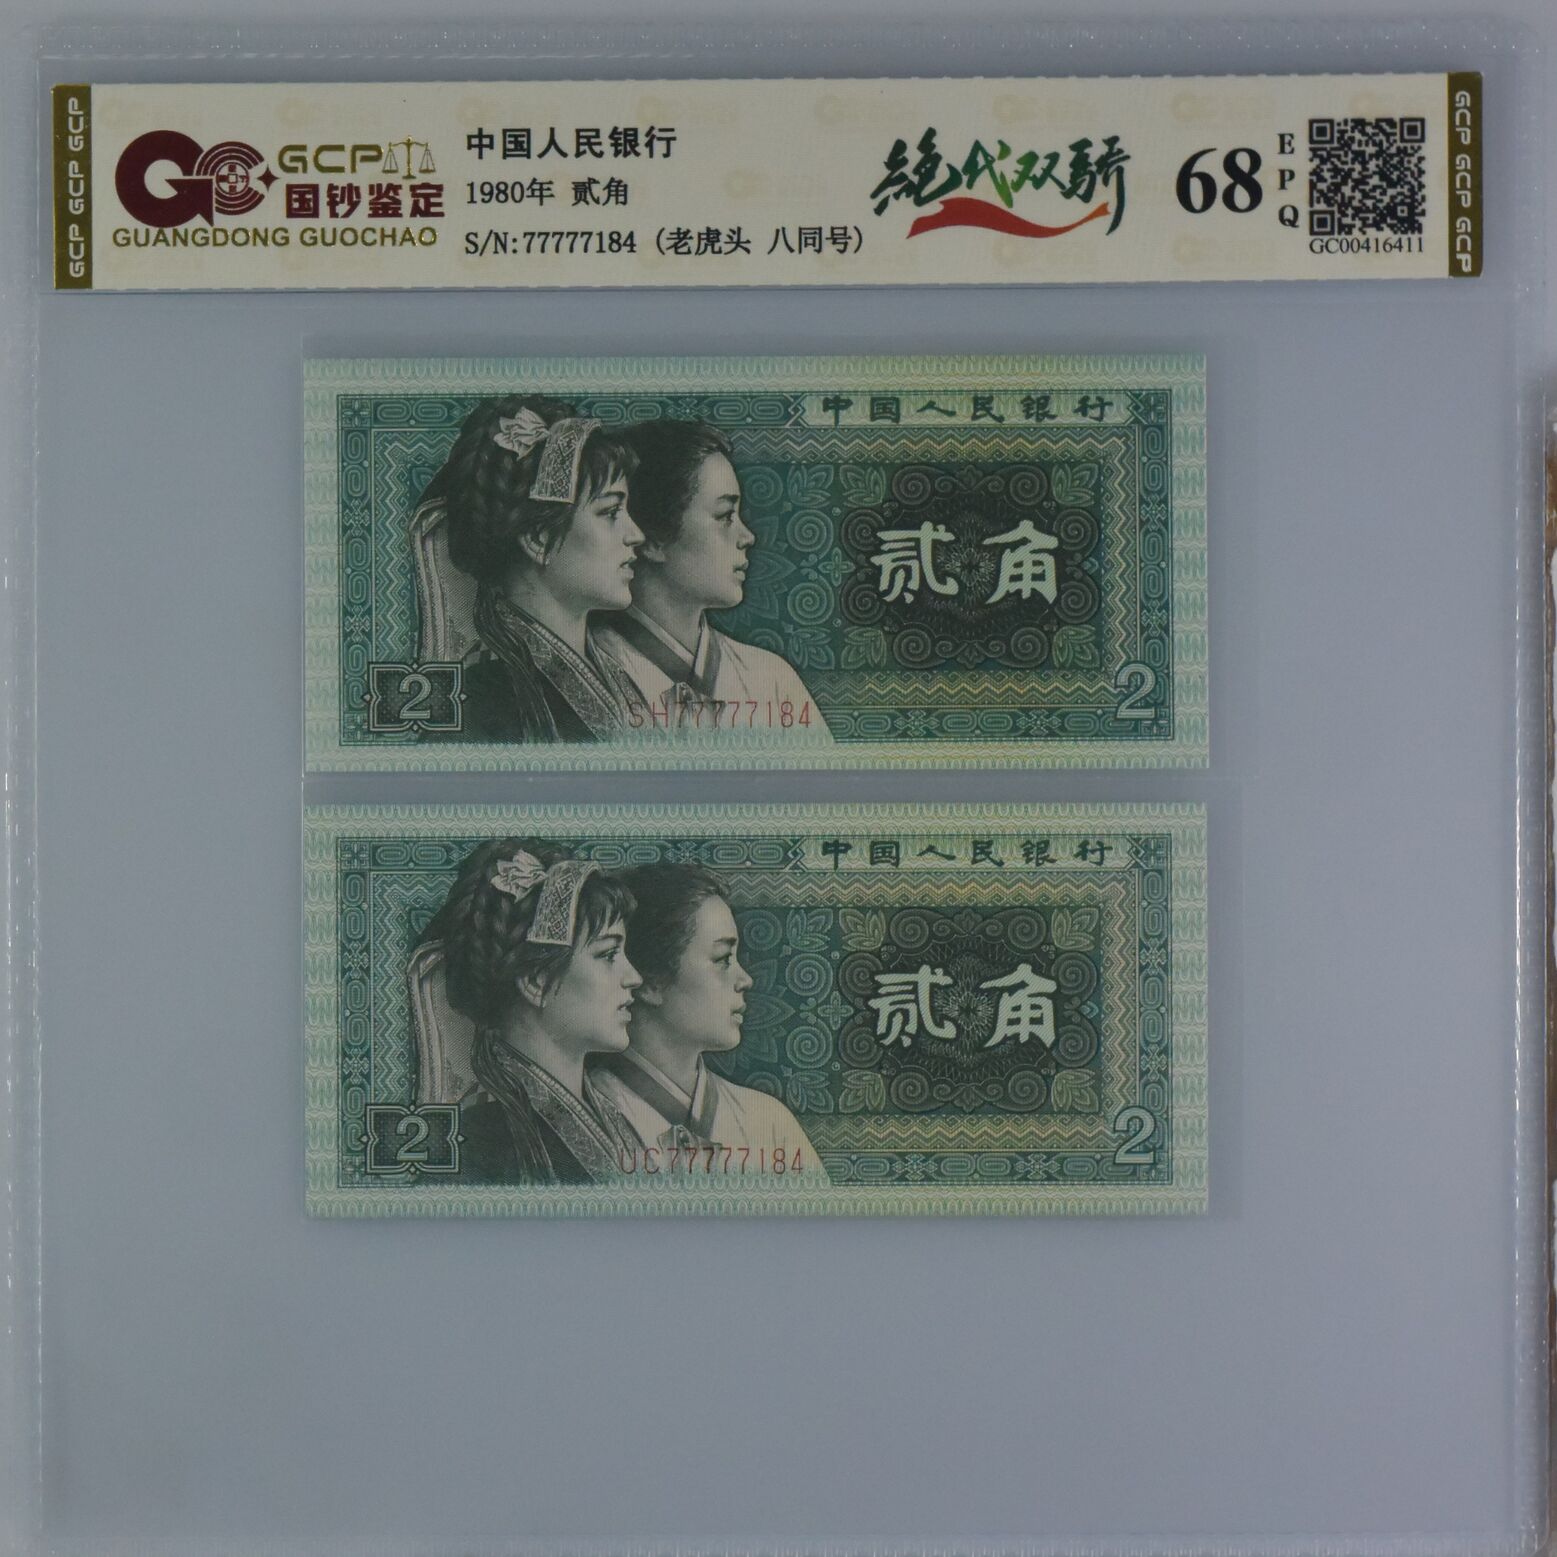 GCP GCP GCP
GCP
国钞鉴定
GUANGDONG GUOCHAO
中国人民银行
1980年 贰角
S/N:77777184 (老虎头 八同号)
絕代双骄
68
EPQ
GC00416411
GCP GCP GCP
中国人民银行
贰角
2
2
SH77777184
中国人民银行
贰角
2
2
UC77777184